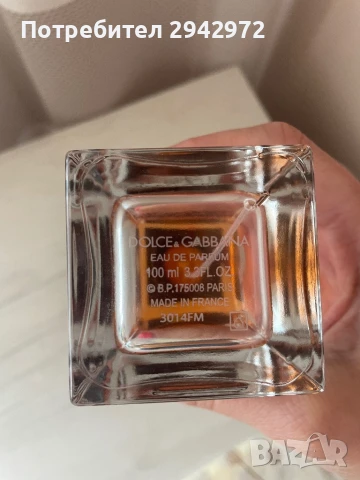 Потребител 2942972
DOLCE & GABBANA
EAU DE PARFUM
100 ml 3.3FL.OZ
© B.P.175008 PARIS
MADE IN FRANCE
3014FM
BAZAR.BG